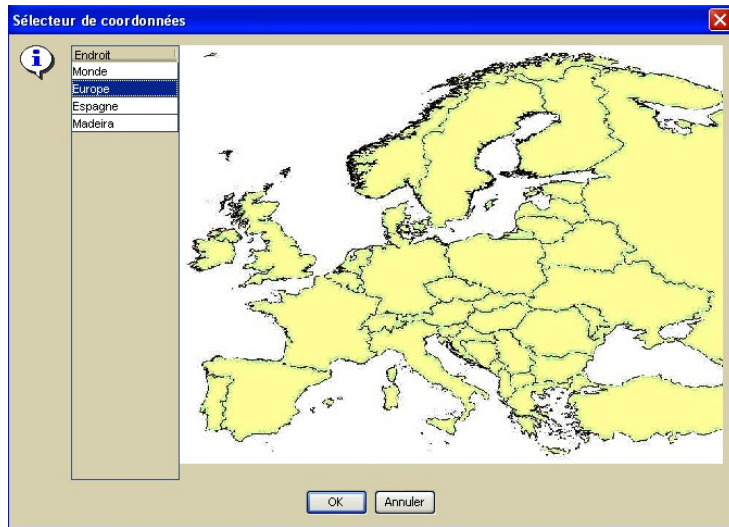 Sélecteur de coordonnées
Endroit
Monde
Europe
Espagne
Madeira
OK
Annuler